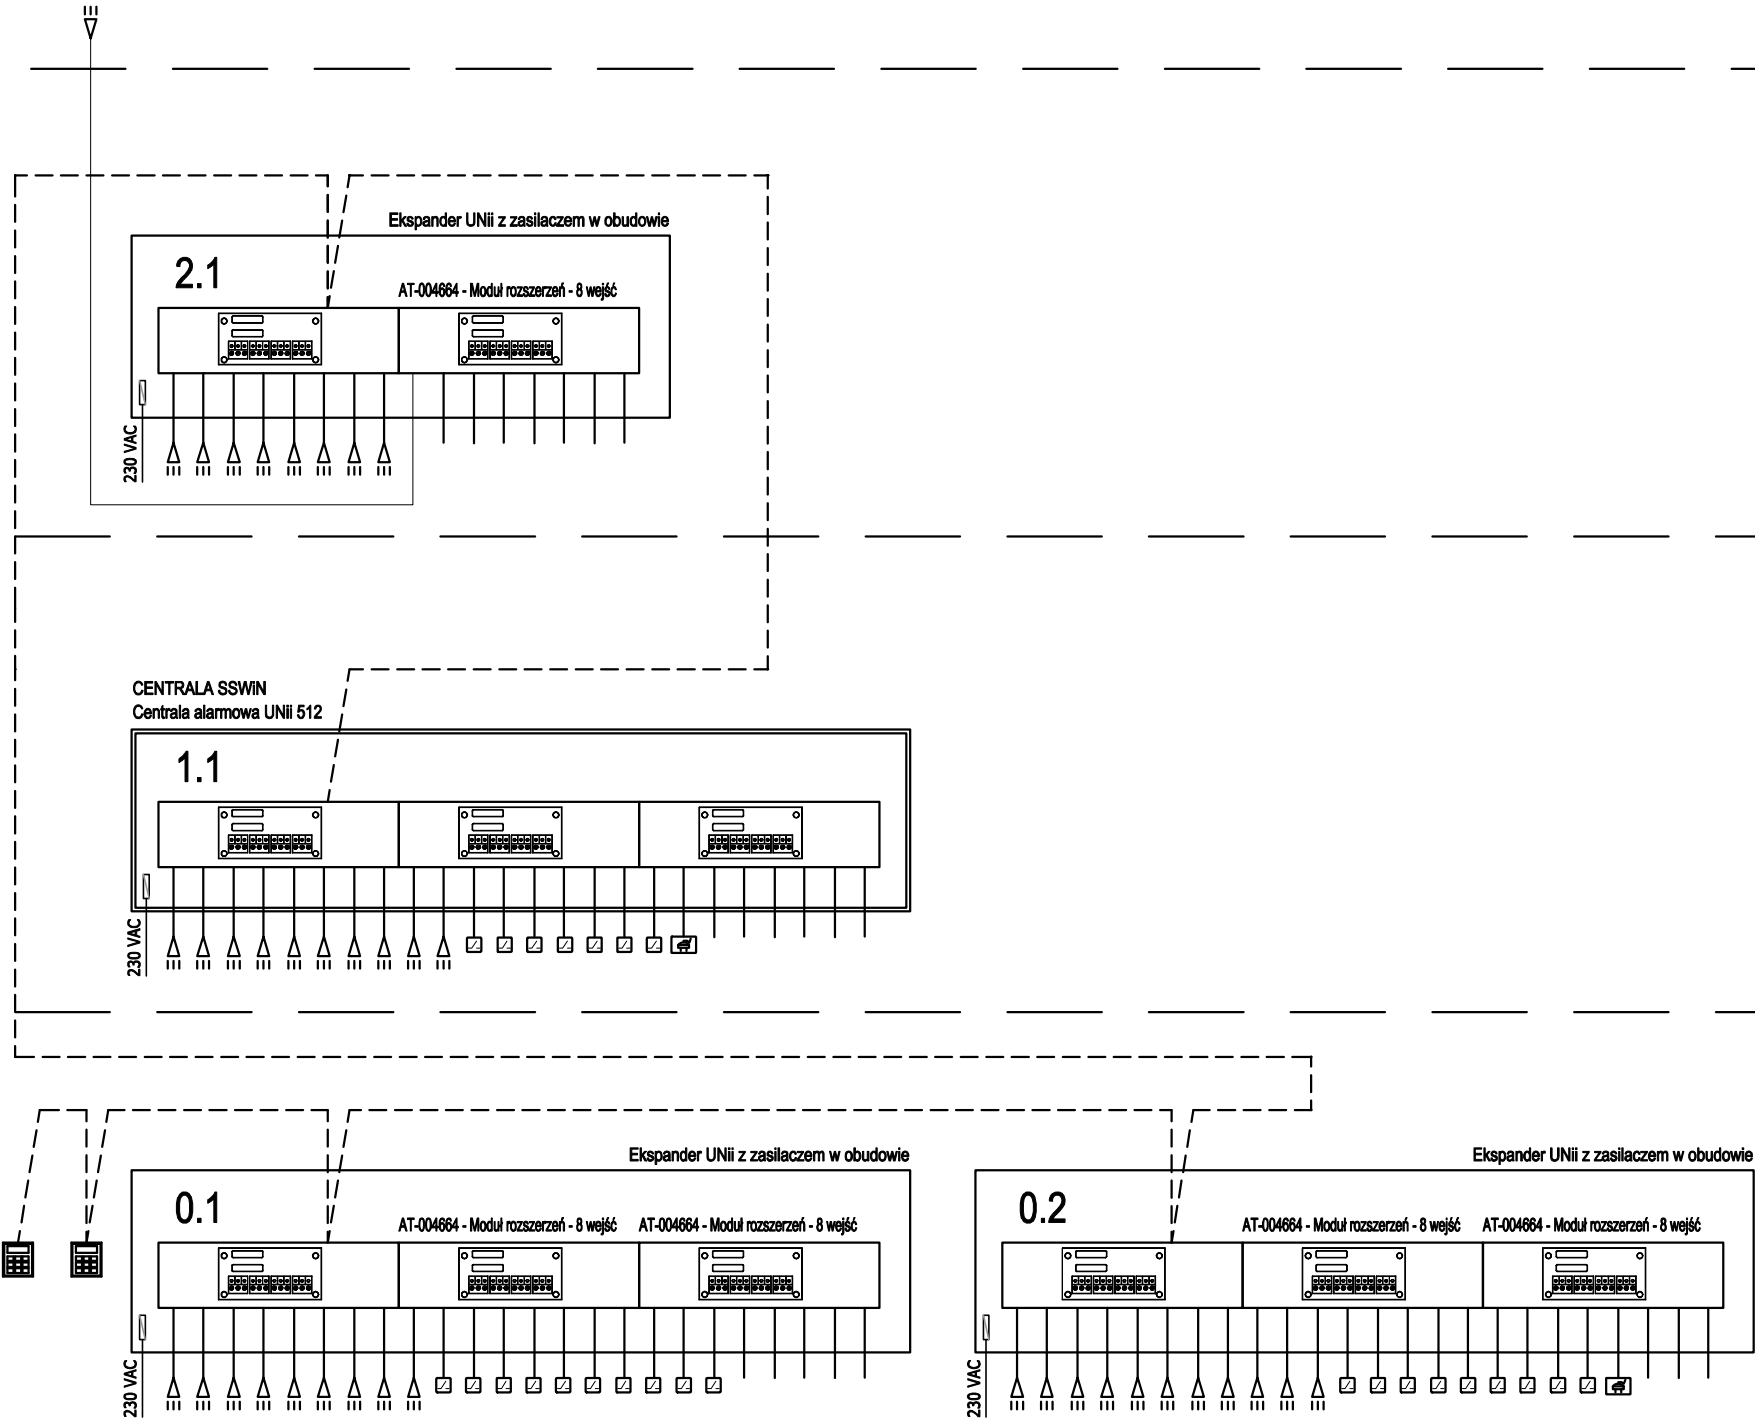 Ekspander UNii z zasilaczem w obudowie
2.1
AT-004664 - Moduł rozszerzeń - 8 wejść
230 VAC
CENTRALA SSWiN
Centrala alarmowa UNii 512
1.1
230 VAC
Ekspander UNii z zasilaczem w obudowie
0.1
AT-004664 - Moduł rozszerzeń - 8 wejść
AT-004664 - Moduł rozszerzeń - 8 wejść
230 VAC
Ekspander UNii z zasilaczem w obudowie
0.2
AT-004664 - Moduł rozszerzeń - 8 wejść
AT-004664 - Moduł rozszerzeń - 8 wejść
230 VAC